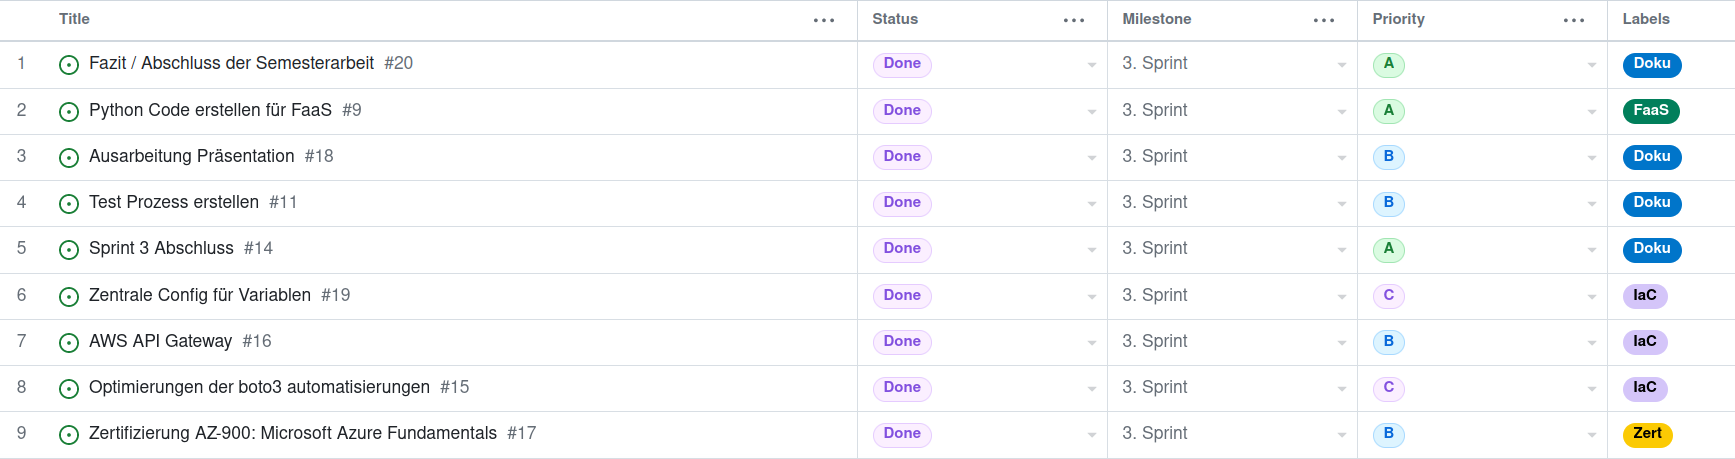 Title Status Milestone Priority Labels
1 Fazit / Abschluss der Semesterarbeit #20 Done 3. Sprint A Doku
2 Python Code erstellen für FaaS #9 Done 3. Sprint A FaaS
3 Ausarbeitung Präsentation #18 Done 3. Sprint B Doku
4 Test Prozess erstellen #11 Done 3. Sprint B Doku
5 Sprint 3 Abschluss #14 Done 3. Sprint A Doku
6 Zentrale Config für Variablen #19 Done 3. Sprint C IaC
7 AWS API Gateway #16 Done 3. Sprint B IaC
8 Optimierungen der boto3 automatisierungen #15 Done 3. Sprint C IaC
9 Zertifizierung AZ-900: Microsoft Azure Fundamentals #17 Done 3. Sprint B Zert